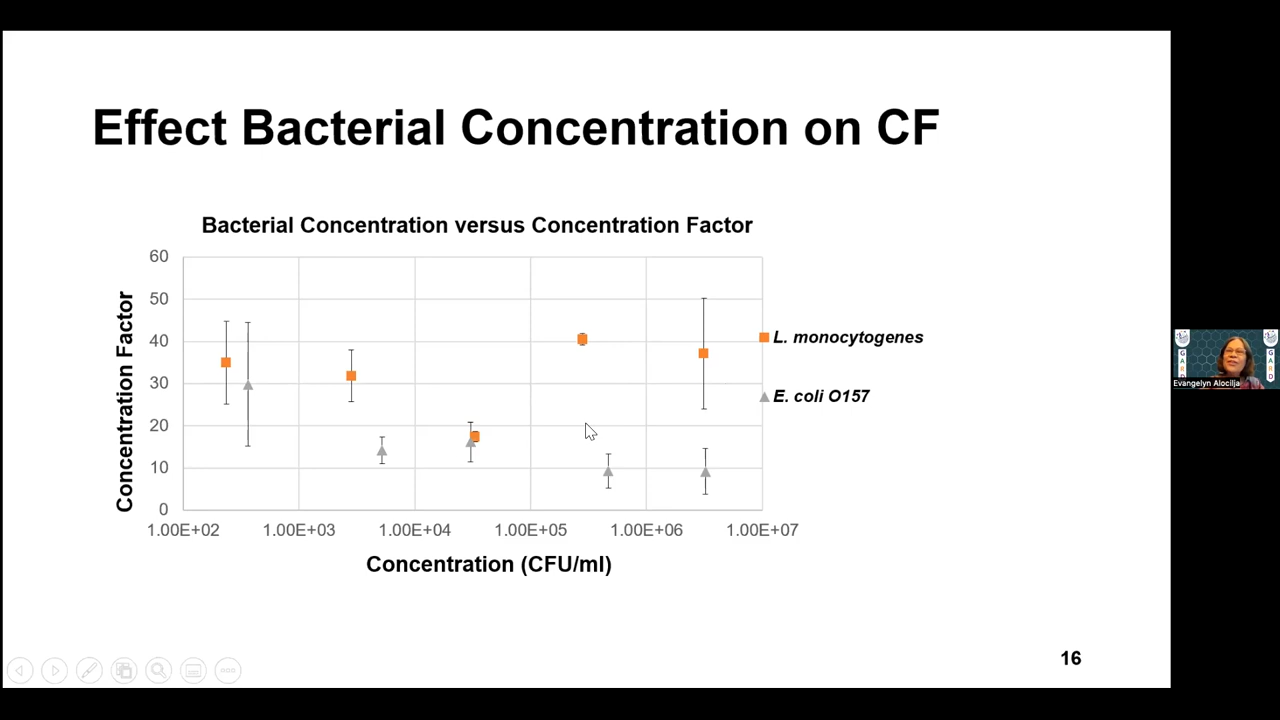 Effect Bacterial Concentration on CF
Bacterial Concentration versus Concentration Factor
Concentration Factor
60
50
40
30
20
10
0
1.00E+02 1.00E+03 1.00E+04 1.00E+05 1.00E+06 1.00E+07
Concentration (CFU/ml)
L. monocytogenes
E. coli O157
16
GARD
GARD
Evangelyn Alocilja